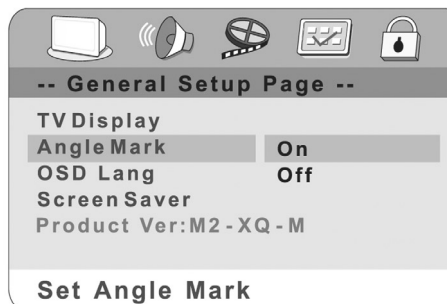 -- General Setup Page --
TV Display
Angle Mark On
OSD Lang Off
Screen Saver
Product Ver:M2-XQ-M
Set Angle Mark